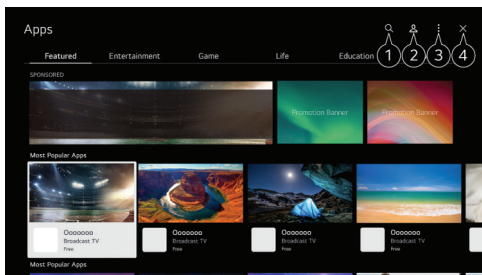 Apps
Featured Entertainment Game Life Education
1 2 3 4
SPONSORED
Promotion Banner Promotion Banner
Most Popular Apps
Ooooooo Ooooooo Ooooooo Ooooooo
Broadcast TV Broadcast TV Broadcast TV Broadcast TV
Free Free Free Free
Most Popular Apps